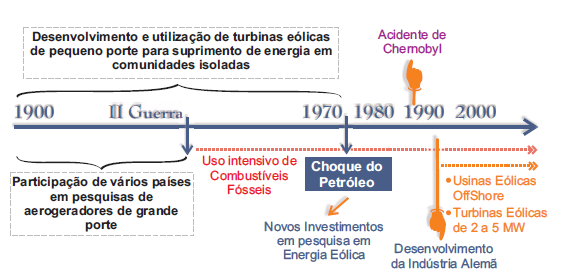 Desenvolvimento e utilização de turbinas eólicas
de pequeno porte para suprimento de energia em
comunidades isoladas
Acidente de
Chernobyl
1900 II Guerra 1970 1980 1990 2000
Uso intensivo de
Combustíveis
Fósseis
Choque do
Petróleo
Participação de vários países
em pesquisas de
aerogeradores de grande
porte
• Usinas Eólicas
OffShore
• Turbinas Eólicas
de 2 a 5 MW
Novos Investimentos
em pesquisa em
Energia Eólica
Desenvolvimento
da Indústria Alemã